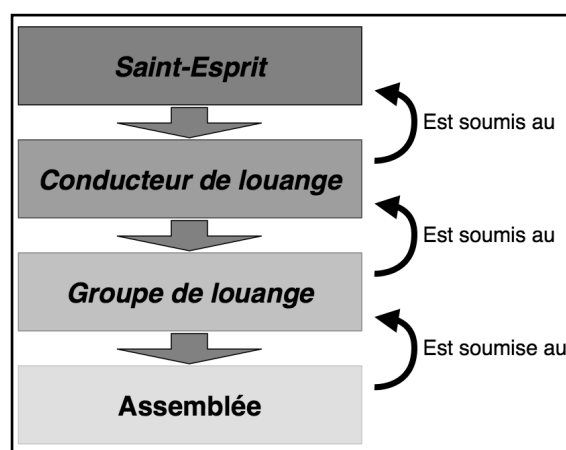 Saint-Esprit
Est soumis au
Conducteur de louange
Est soumis au
Groupe de louange
Est soumise au
Assemblée